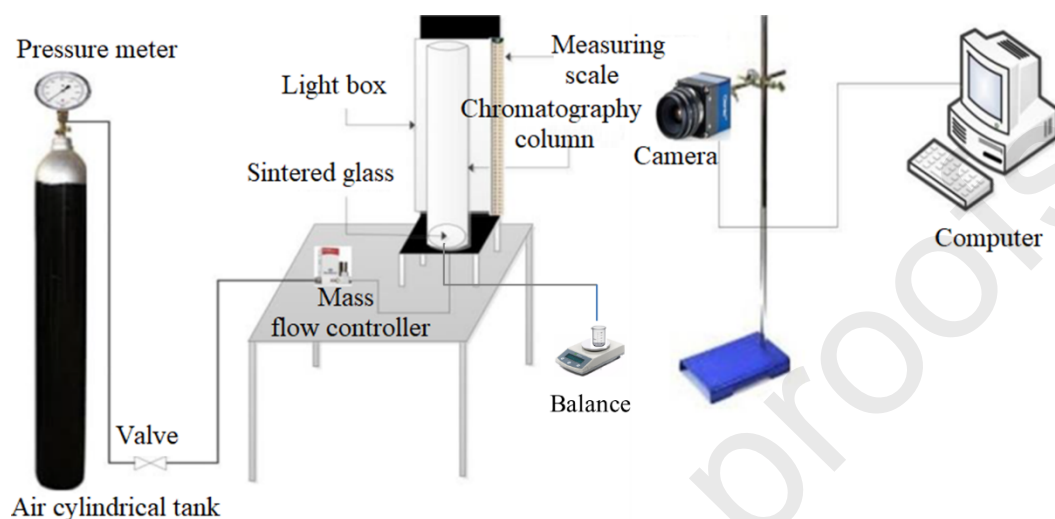 Pressure meter
Light box
Sintered glass
Measuring
scale
Chromatography
column
Camera
Computer
Mass
flow controller
Balance
Valve
Air cylindrical tank
proofs